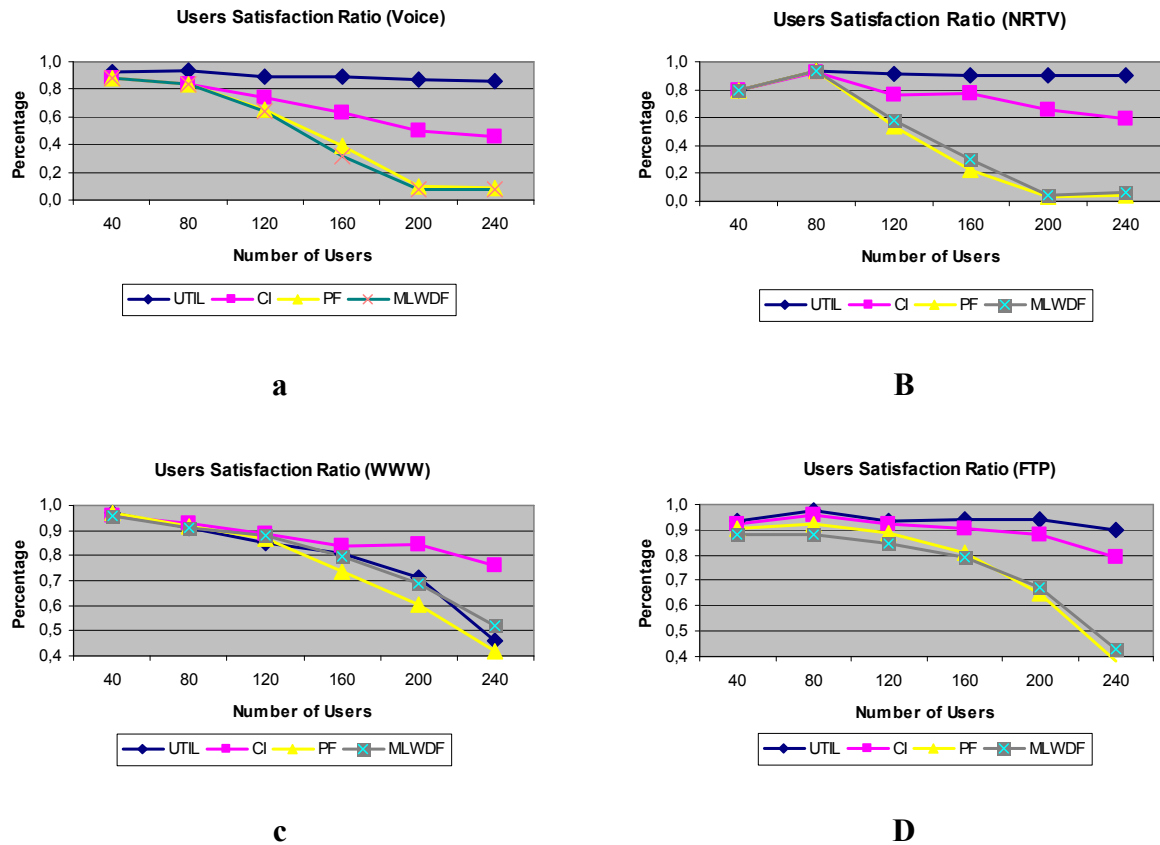 Users Satisfaction Ratio (Voice)
Percentage
1,0
0,8
0,6
0,4
0,2
0,0
40 80 120 160 200 240
Number of Users
UTIL CI PF MLWDF
a
Users Satisfaction Ratio (NRTV)
Percentage
1,0
0,8
0,6
0,4
0,2
0,0
40 80 120 160 200 240
Number of Users
UTIL CI PF MLWDF
B
Users Satisfaction Ratio (WWW)
Percentage
1,0
0,9
0,8
0,7
0,6
0,5
0,4
40 80 120 160 200 240
Number of Users
UTIL CI PF MLWDF
c
Users Satisfaction Ratio (FTP)
Percentage
1,0
0,9
0,8
0,7
0,6
0,5
0,4
40 80 120 160 200 240
Number of Users
UTIL CI PF MLWDF
D